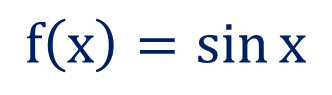 f(x) = sin x